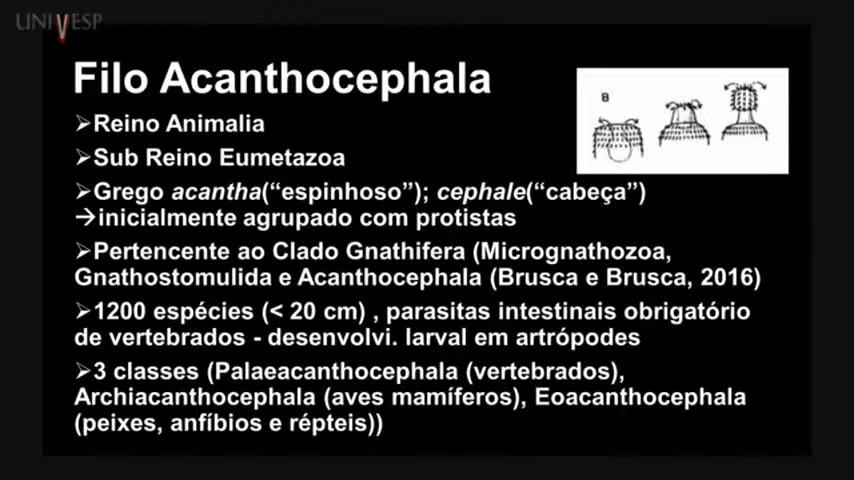 UNIVESP
Filo Acanthocephala
B
➢Reino Animalia
➢Sub Reino Eumetazoa
➢Grego acantha(“espinhoso”); cephale(“cabeça”)
→inicialmente agrupado com protistas
➢Pertencente ao Clado Gnathifera (Micrognathozoa,
Gnathostomulida e Acanthocephala (Brusca e Brusca, 2016)
➢1200 espécies (< 20 cm) , parasitas intestinais obrigatório
de vertebrados - desenvolvi. larval em artrópodes
➢3 classes (Palaeacanthocephala (vertebrados),
Archiacanthocephala (aves mamíferos), Eoacanthocephala
(peixes, anfíbios e répteis))